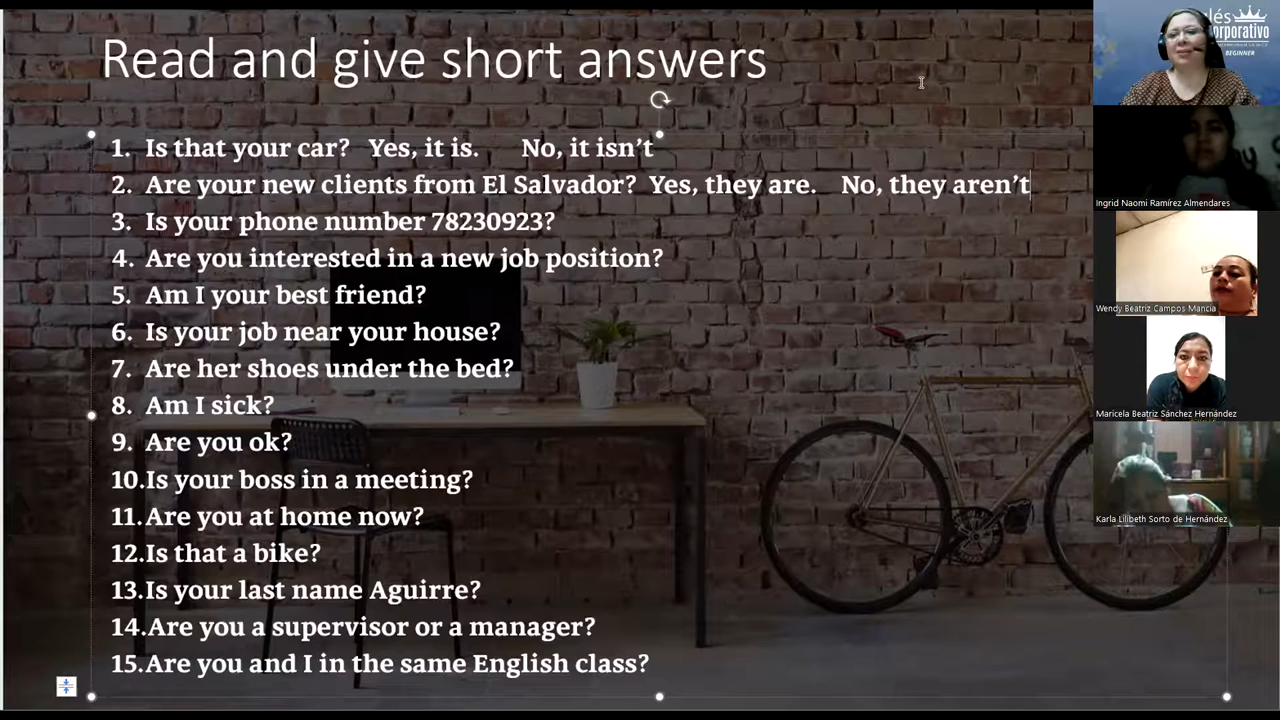 Read and give short answers
1. Is that your car? Yes, it is. No, it isn’t
2. Are your new clients from El Salvador? Yes, they are. No, they aren’t
3. Is your phone number 78230923?
4. Are you interested in a new job position?
5. Am I your best friend?
6. Is your job near your house?
7. Are her shoes under the bed?
8. Am I sick?
9. Are you ok?
10.Is your boss in a meeting?
11.Are you at home now?
12.Is that a bike?
13.Is your last name Aguirre?
14.Are you a supervisor or a manager?
15.Are you and I in the same English class?
BEGINNER
Ingrid Naomi Ramírez Almendares
Wendy Beatriz Campos Mancia
Maricela Beatriz Sánchez Hernández
Karla Lilibeth Sorto de Hernández